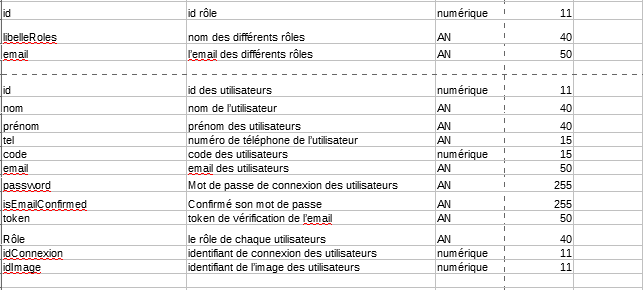 id id rôle numérique 11
libelleRoles nom des différents rôles AN 40
email l'email des différents rôles AN 50
id id des utilisateurs numérique 11
nom nom de l'utilisateur AN 40
prénom prénom des utilisateurs AN 40
tel numéro de téléphone de l'utilisateur AN 15
code code des utilisateurs numérique 15
email email des utilisateurs AN 50
password Mot de passe de connexion des utilisateurs AN 255
isEmailConfirmed Confirmé son mot de passe AN 255
token token de vérification de l'email AN 50
Rôle le rôle de chaque utilisateurs AN 40
idConnexion identifiant de connexion des utilisateurs numérique 11
idImage identifiant de l'image des utilisateurs numérique 11